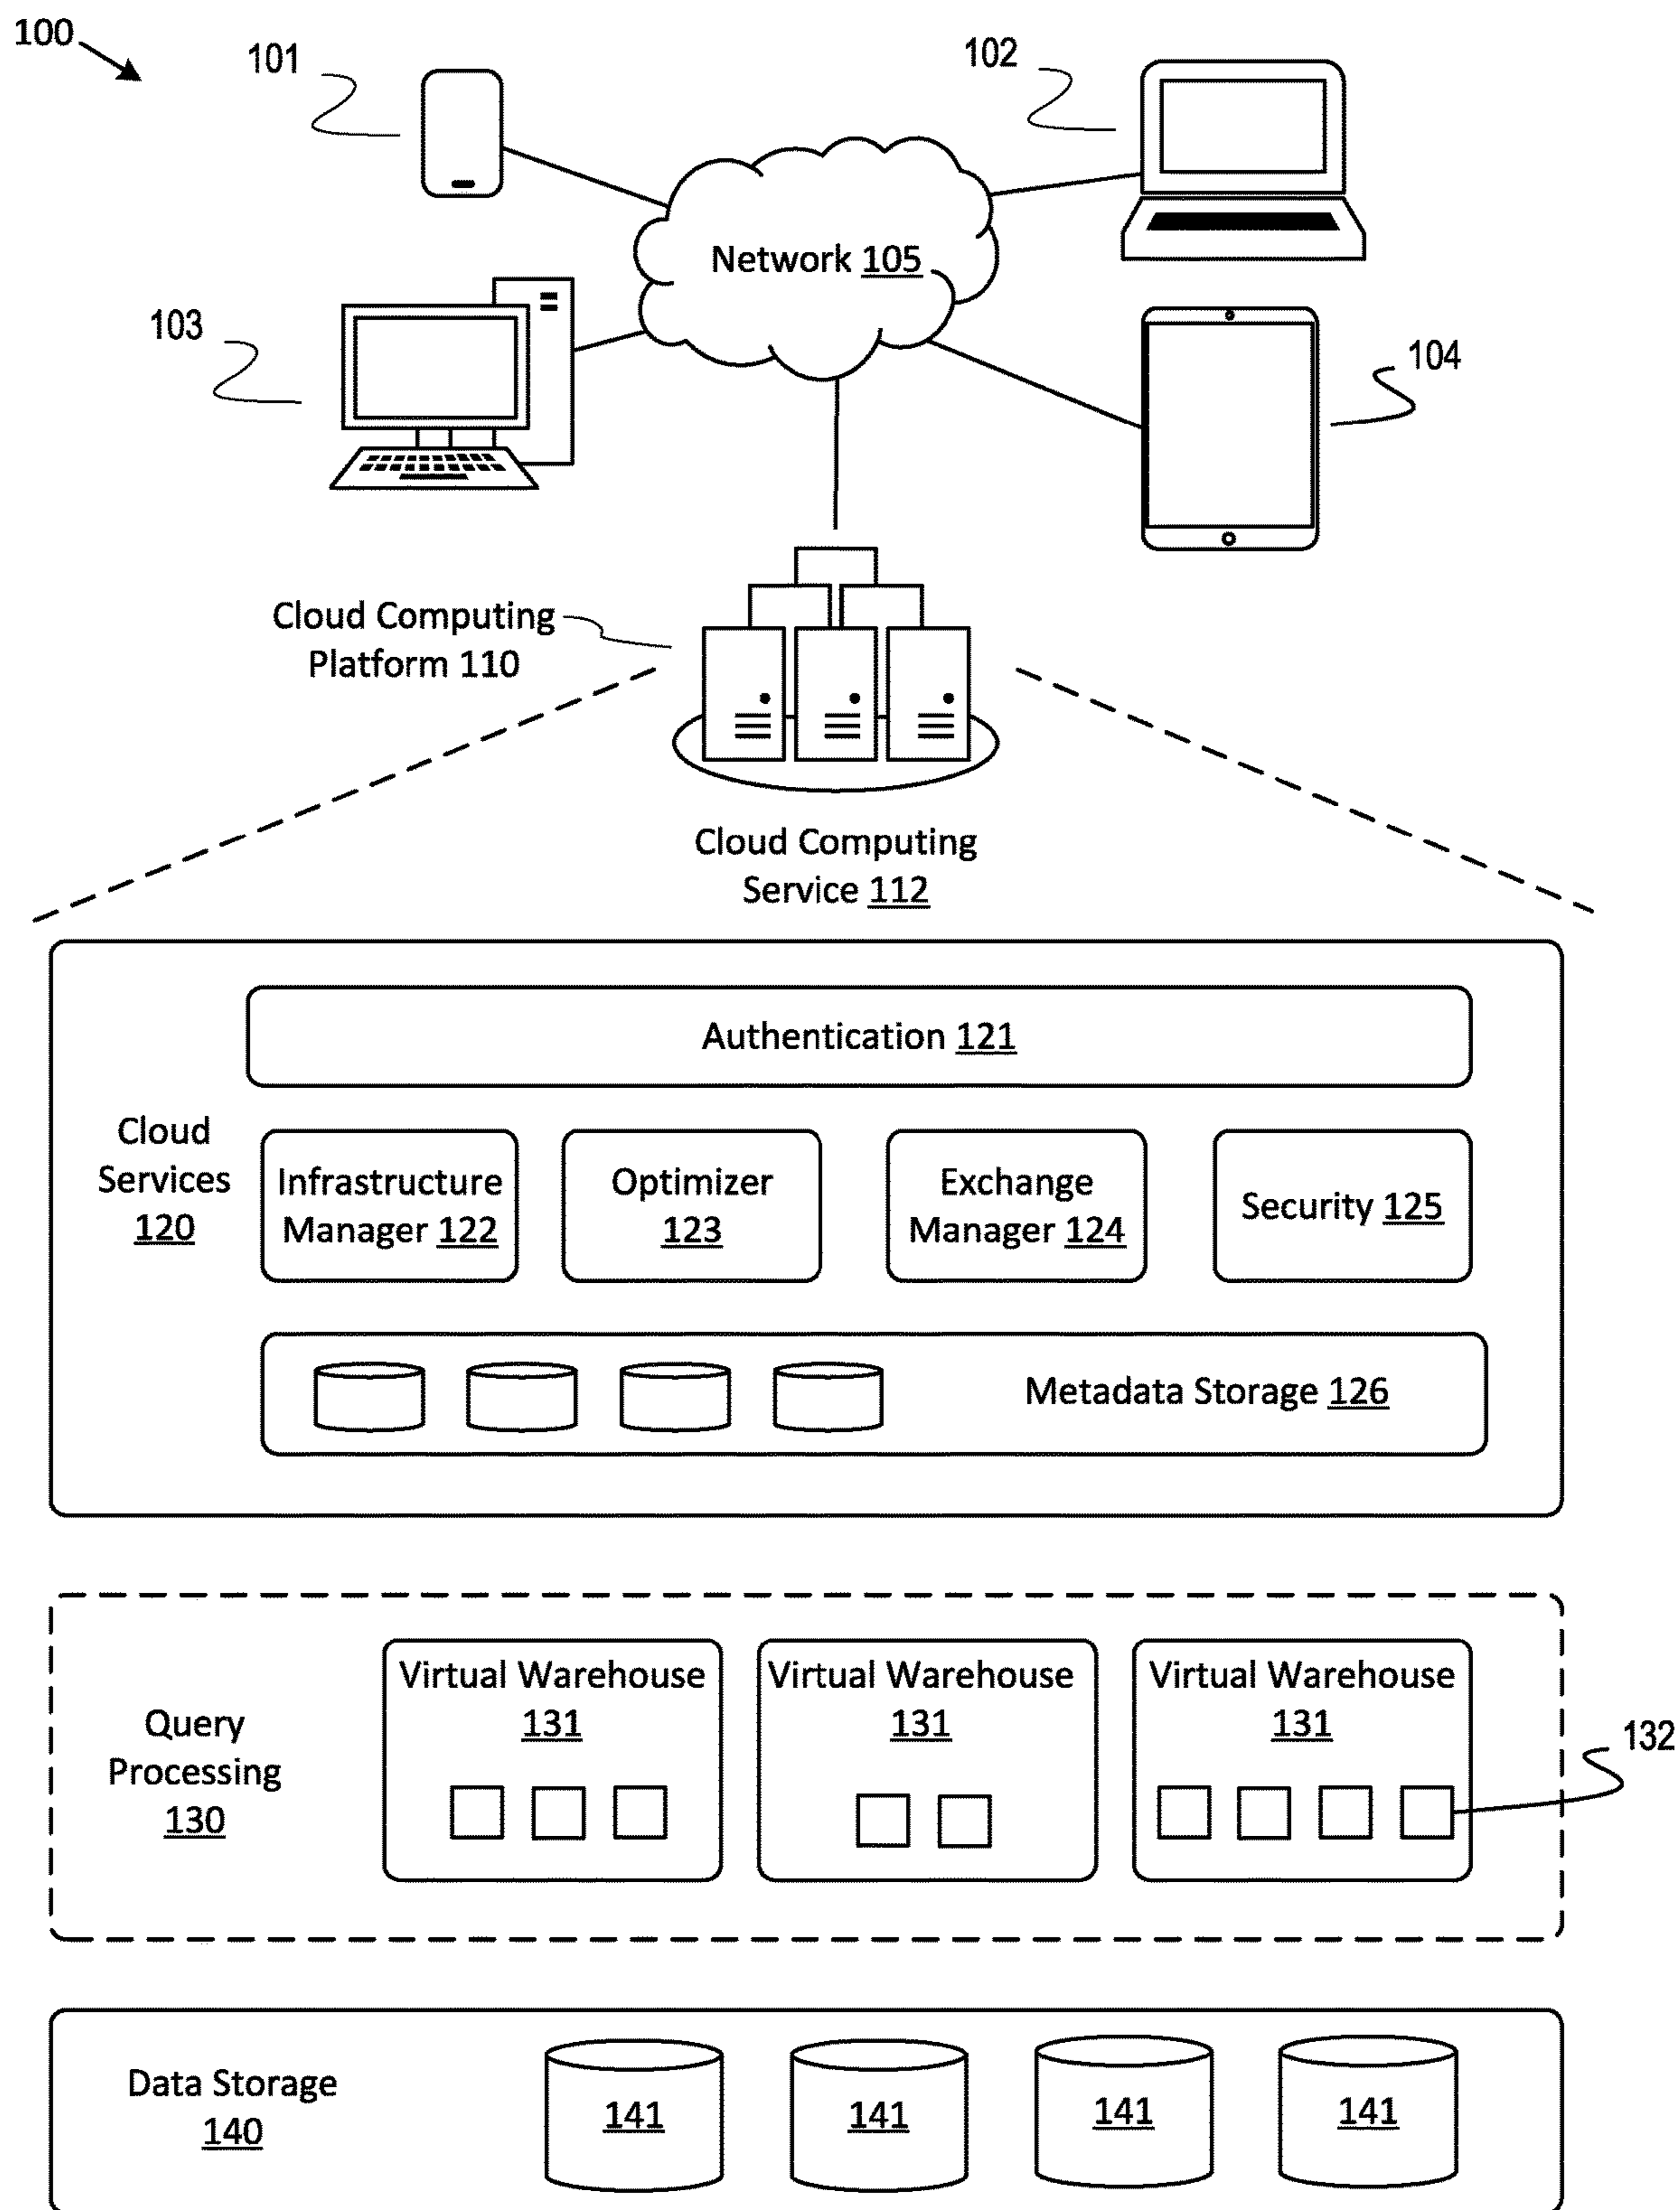 100
101
102
Network 105
103
104
Cloud Computing
Platform 110
Cloud Computing
Service 112
Authentication 121
Cloud
Services
120
Infrastructure
Manager 122
Optimizer
123
Exchange
Manager 124
Security 125
Metadata Storage 126
Query
Processing
130
Virtual Warehouse
131
Virtual Warehouse
131
Virtual Warehouse
131
132
Data Storage
140
141
141
141
141